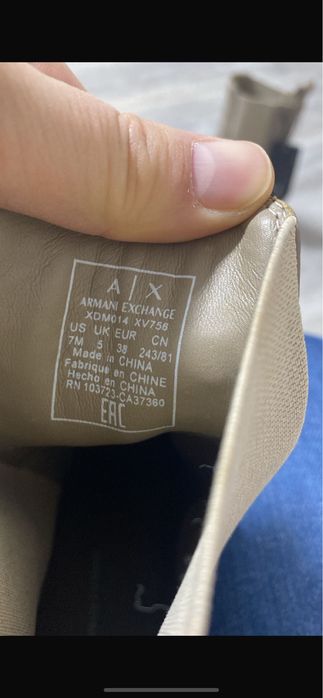 A|X
ARMANI EXCHANGE
XDM014 XV756
US UK EUR CN
7M 5 38 243/81
Made in CHINA
Fabriqué en CHINE
Hecho en CHINA
RN 103723-CA37360
EAC